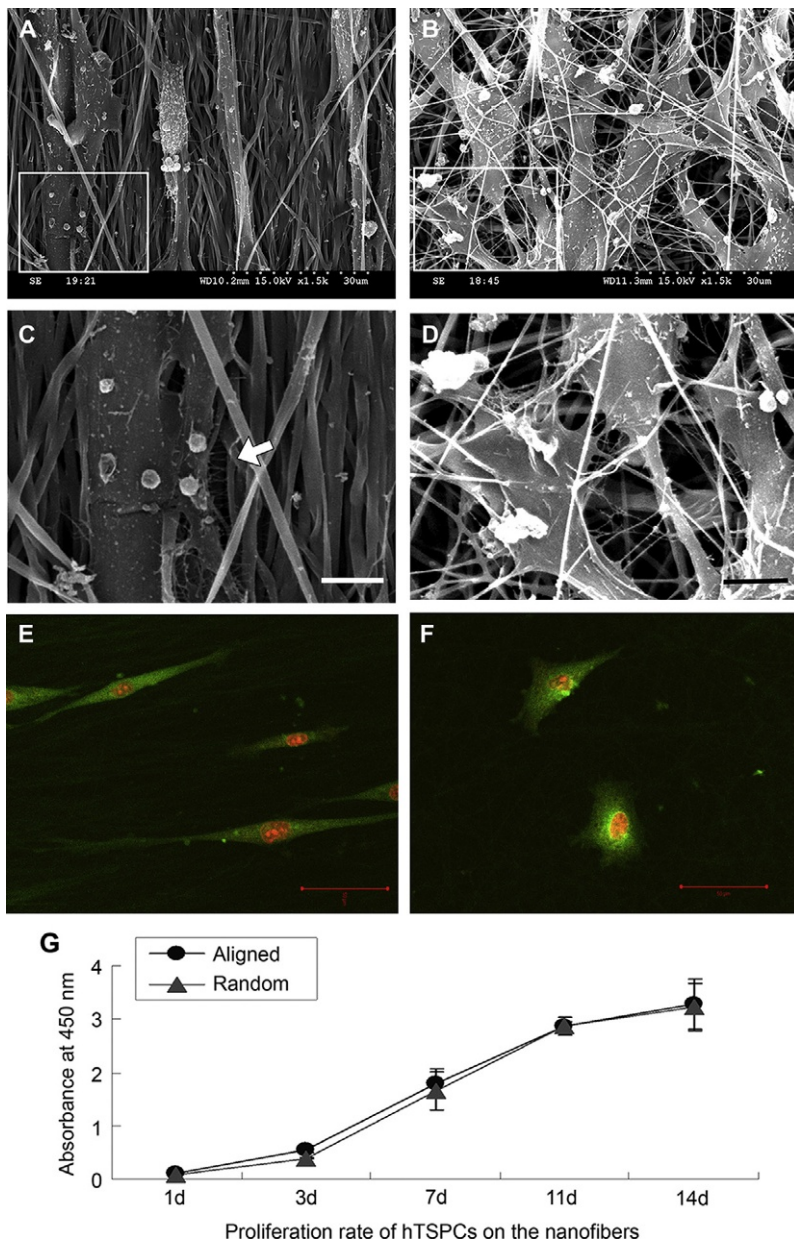 A
SE 19:21 WD10.2mm 15.0kV x1.5k 30um
B
SE 18:45 WD11.3mm 15.0kV x1.5k 30um
C
D
E
F
G
Aligned
Random
Absorbance at 450 nm
4
3
2
1
0
1d 3d 7d 11d 14d
Proliferation rate of hTSPCs on the nanofibers